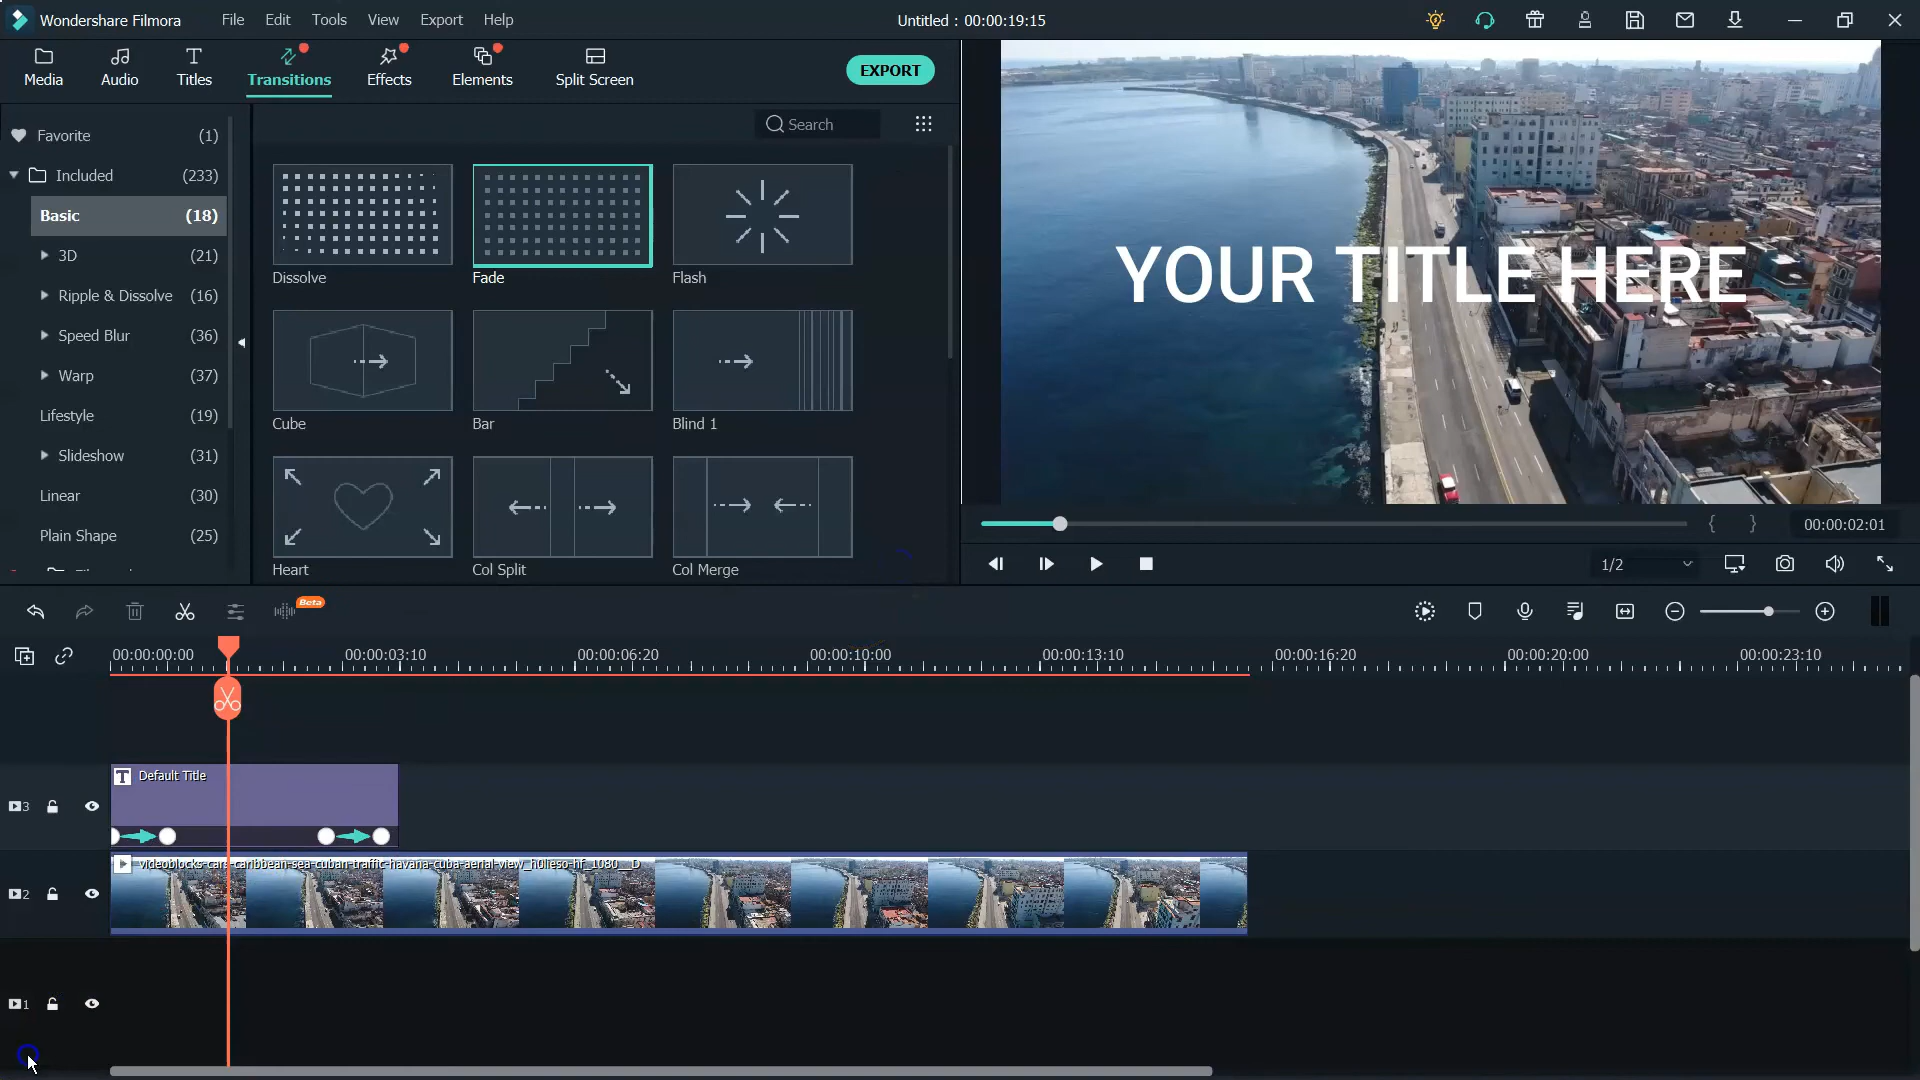 Wondershare Filmora
File Edit Tools View Export Help
Untitled : 00:00:19:15
Media Audio Titles Transitions Effects Elements Split Screen
EXPORT
Favorite (1)
Search
Included (233)
Basic (18)
3D (21)
Ripple & Dissolve (16)
Speed Blur (36)
Warp (37)
Lifestyle (19)
Slideshow (31)
Linear (30)
Plain Shape (25)
Dissolve Fade Flash
Cube Bar Blind 1
Heart Col Split Col Merge
YOUR TITLE HERE
{ } 00:00:02:01
1/2
Beta
00:00:00:00 00:00:03:10 00:00:06:20 00:00:10:00 00:00:13:10 00:00:16:20 00:00:20:00 00:00:23:10
T Default Title
3
videoblocks-cars-caribbean-sea-cuban-traffic-havana-cuba-aerial-view_h0lieso-hf_1080__D
2
1